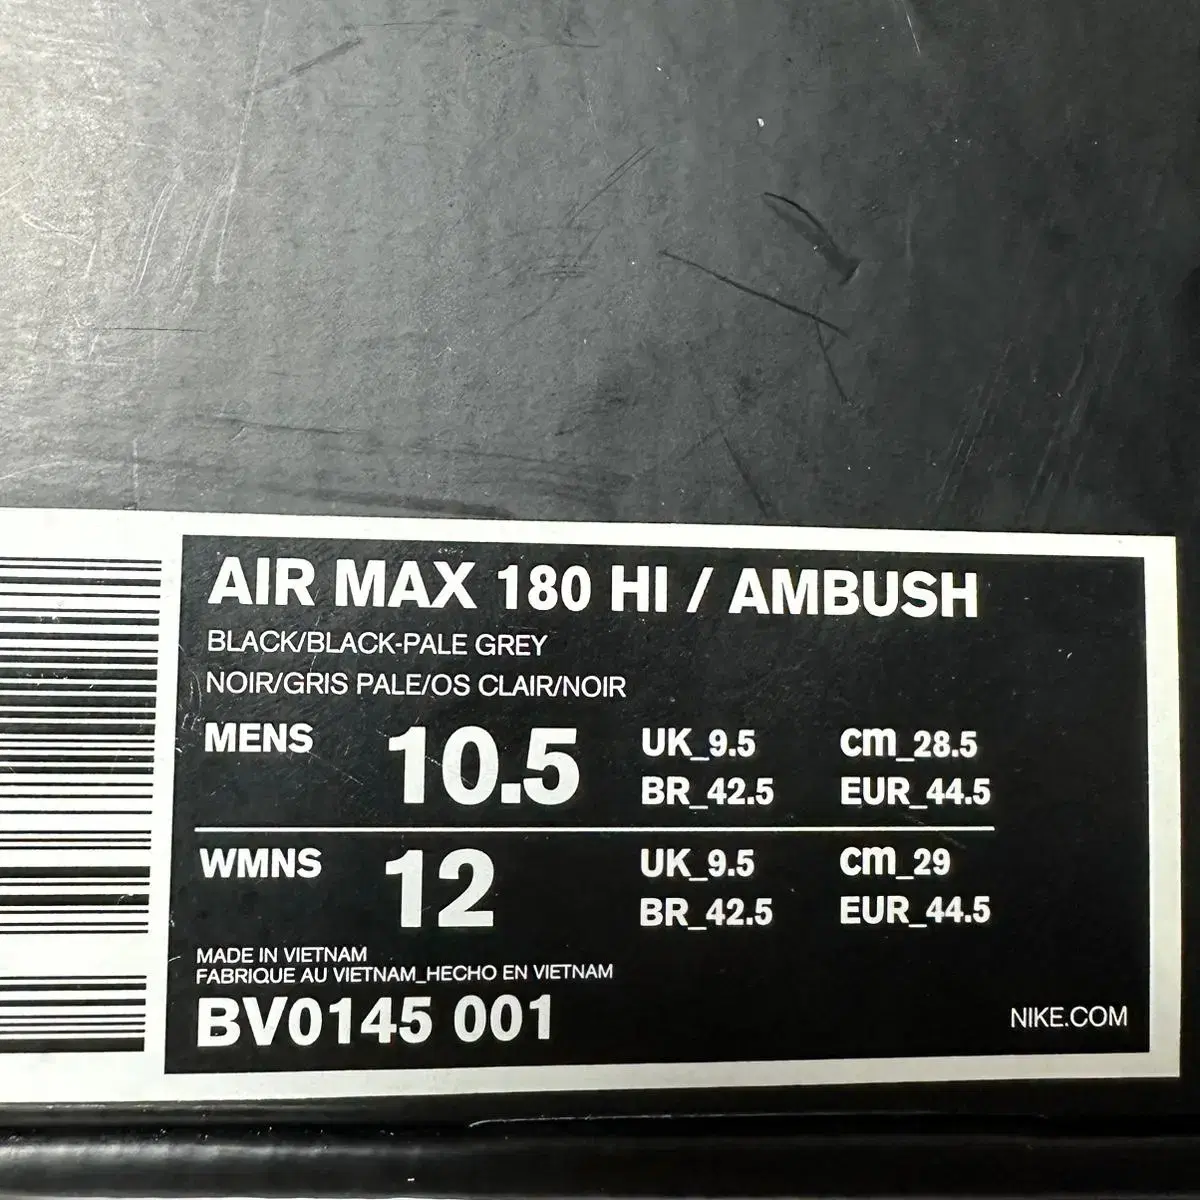 AIR MAX 180 HI / AMBUSH
BLACK/BLACK-PALE GREY
NOIR/GRIS PALE/OS CLAIR/NOIR
MENS 10.5 UK_9.5 cm_28.5
BR_42.5 EUR_44.5
WMNS 12 UK_9.5 cm_29
BR_42.5 EUR_44.5
MADE IN VIETNAM
FABRIQUE AU VIETNAM_HECHO EN VIETNAM
BV0145 001
NIKE.COM